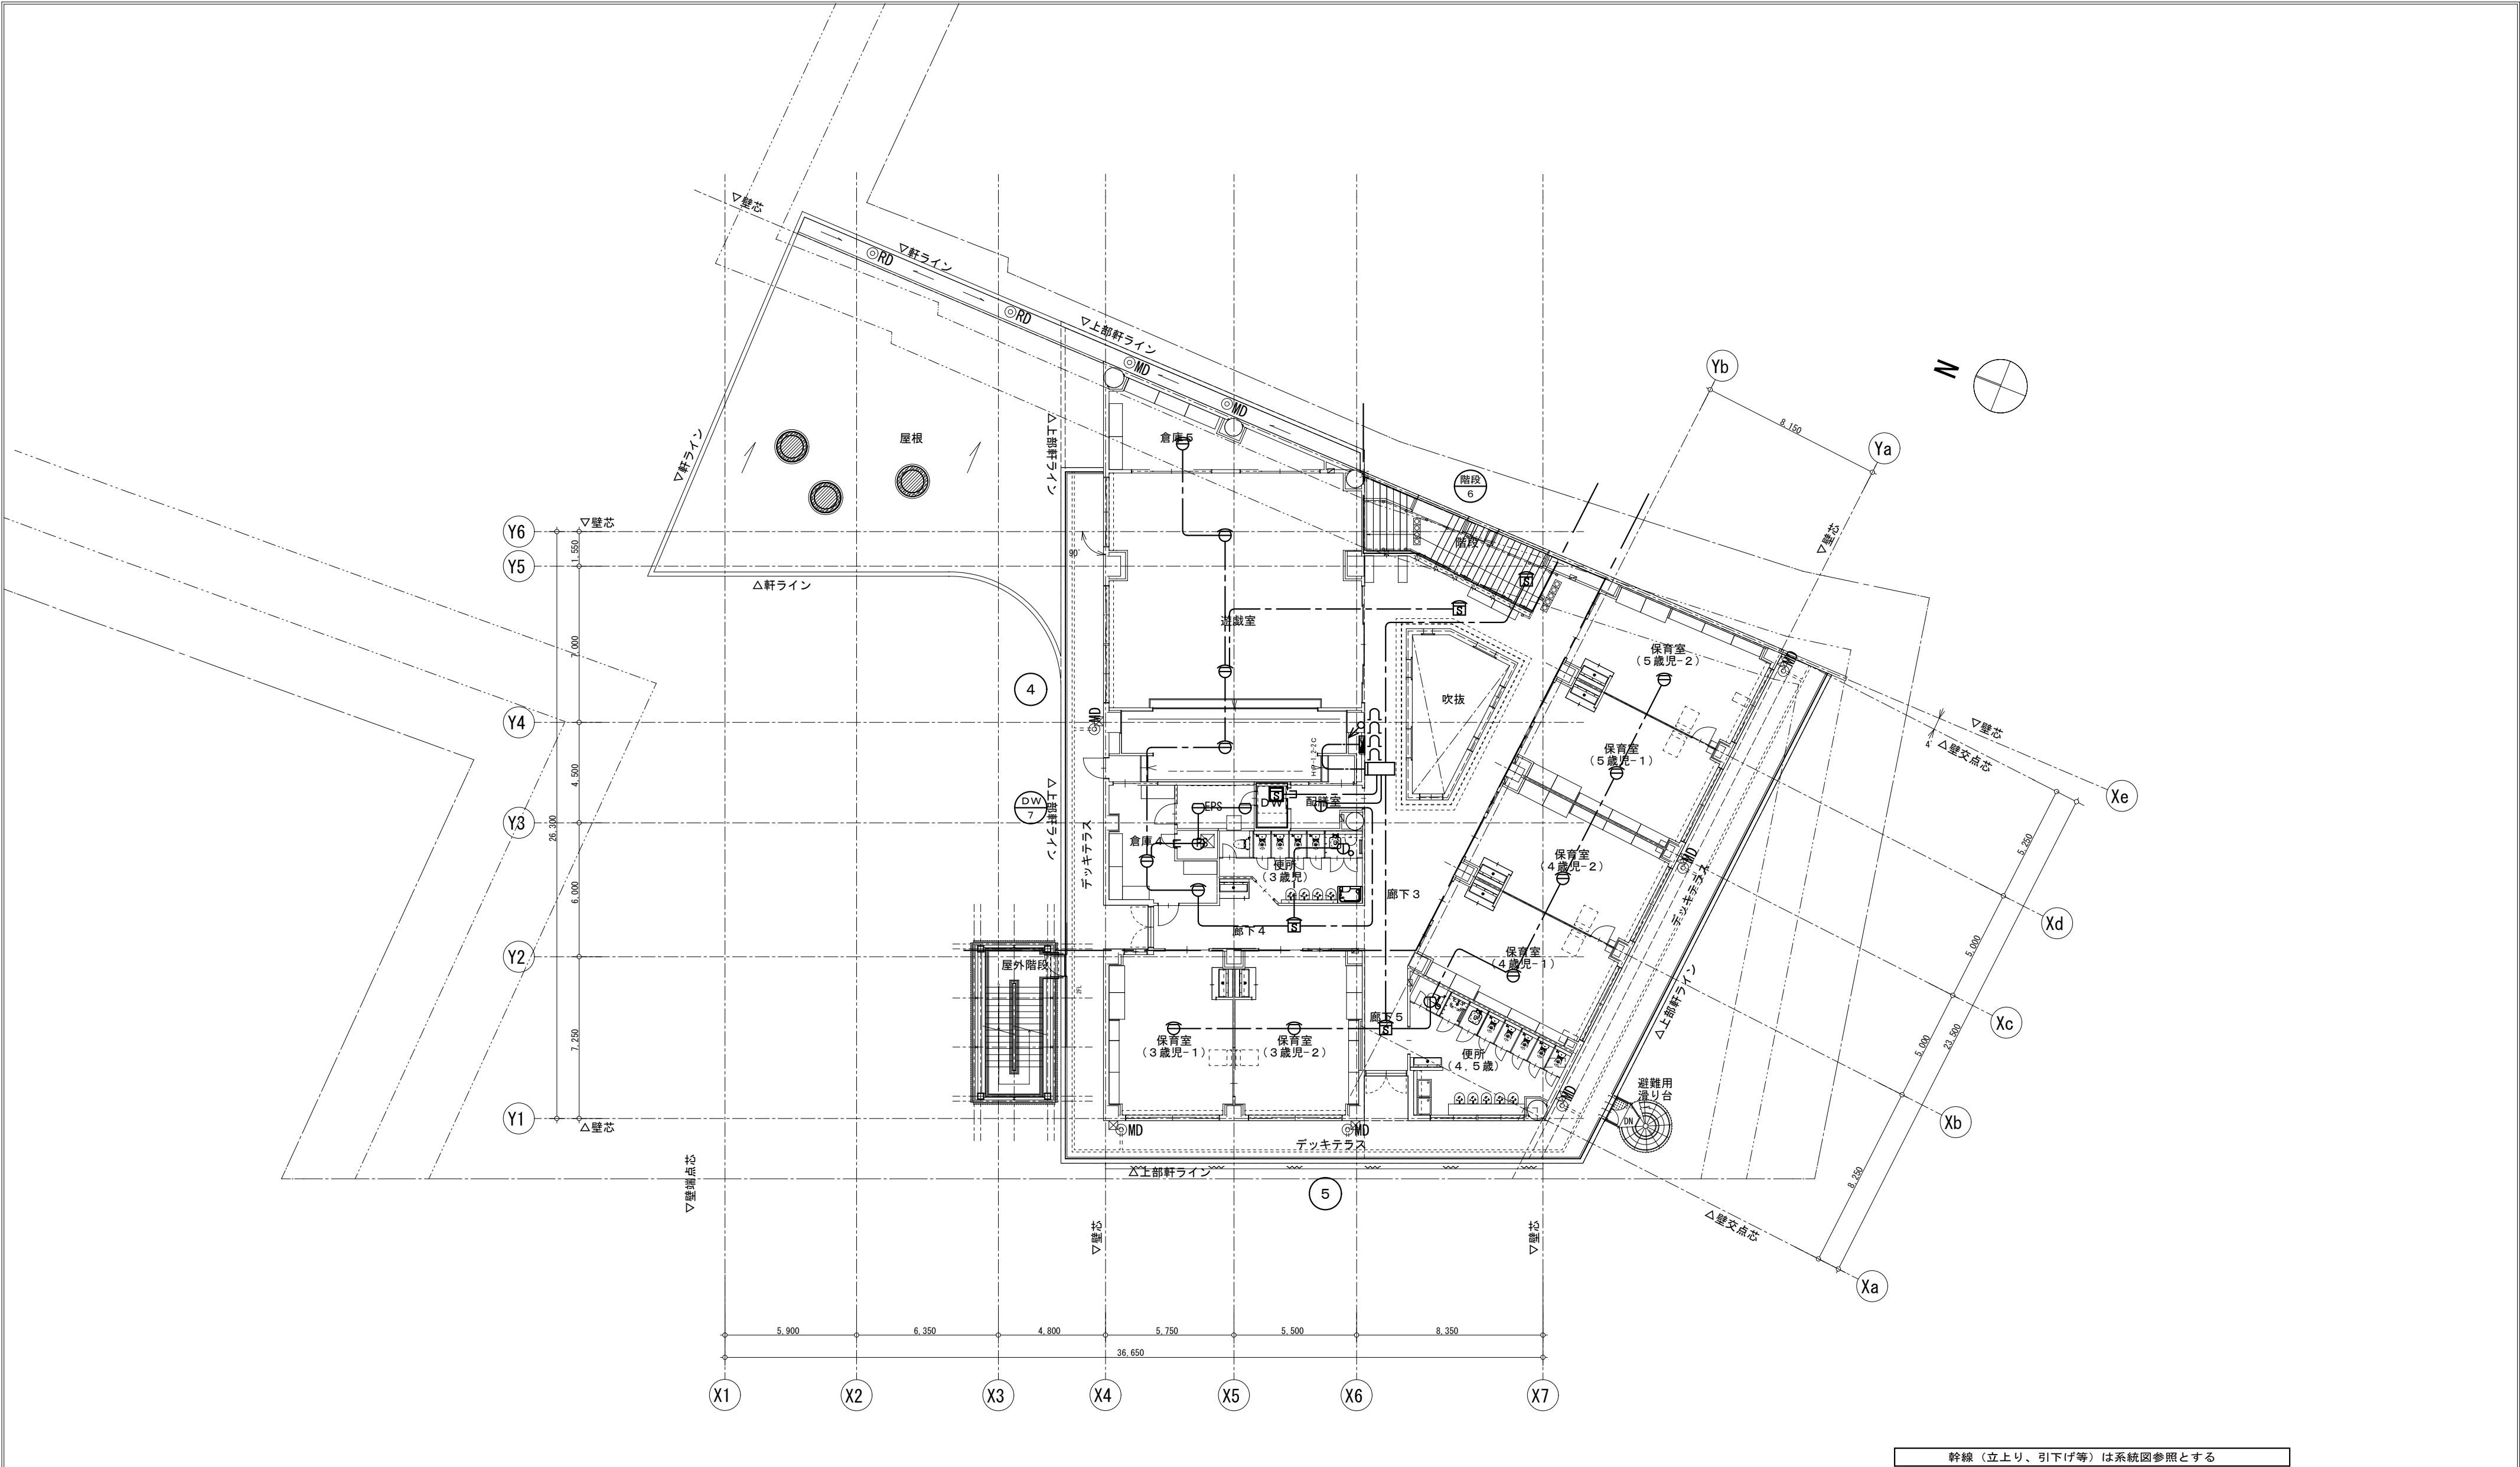 ▽壁芯
▽軒ライン
RD
RD
▽上部軒ライン
MD
MD
△上部軒ライン
▽軒ライン
屋根
倉庫5
N
Yb
8,150
Ya
▽壁芯
階段
6
階段
Y6
▽壁芯
1,550
90°
Y5
△軒ライン
7,000
遊戯室
S
S
保育室
(5歳児-2)
MD
吹抜
4
Y4
MD
保育室
(5歳児-1)
▽壁芯
4°
△壁交点芯
Xe
4,500
△上部軒ライン
DW
7
EPS
S
DW
配膳室
Y3
26,300
倉庫4
PS
便所
(3歳児)
保育室
(4歳児-2)
MD
5,250
デッキテラス
デッキテラス
6,000
廊下3
S
廊下4
Xd
Y2
屋外階段
保育室
(4歳児-1)
5,000
△上部軒ライン
7,250
廊下5
S
Xc
保育室
(3歳児-1)
保育室
(3歳児-2)
便所
(4,5歳)
5,000
23,500
避難用
滑り台
DN
MD
Y1
△壁芯
MD
MD
デッキテラス
Xb
△上部軒ライン
▽壁端点芯
5
8,250
▽壁芯
▽壁芯
△壁交点芯
Xa
5,900
6,350
4,800
5,750
5,500
8,350
36,650
X1
X2
X3
X4
X5
X6
X7
幹線（立上り、引下げ等）は系統図参照とする